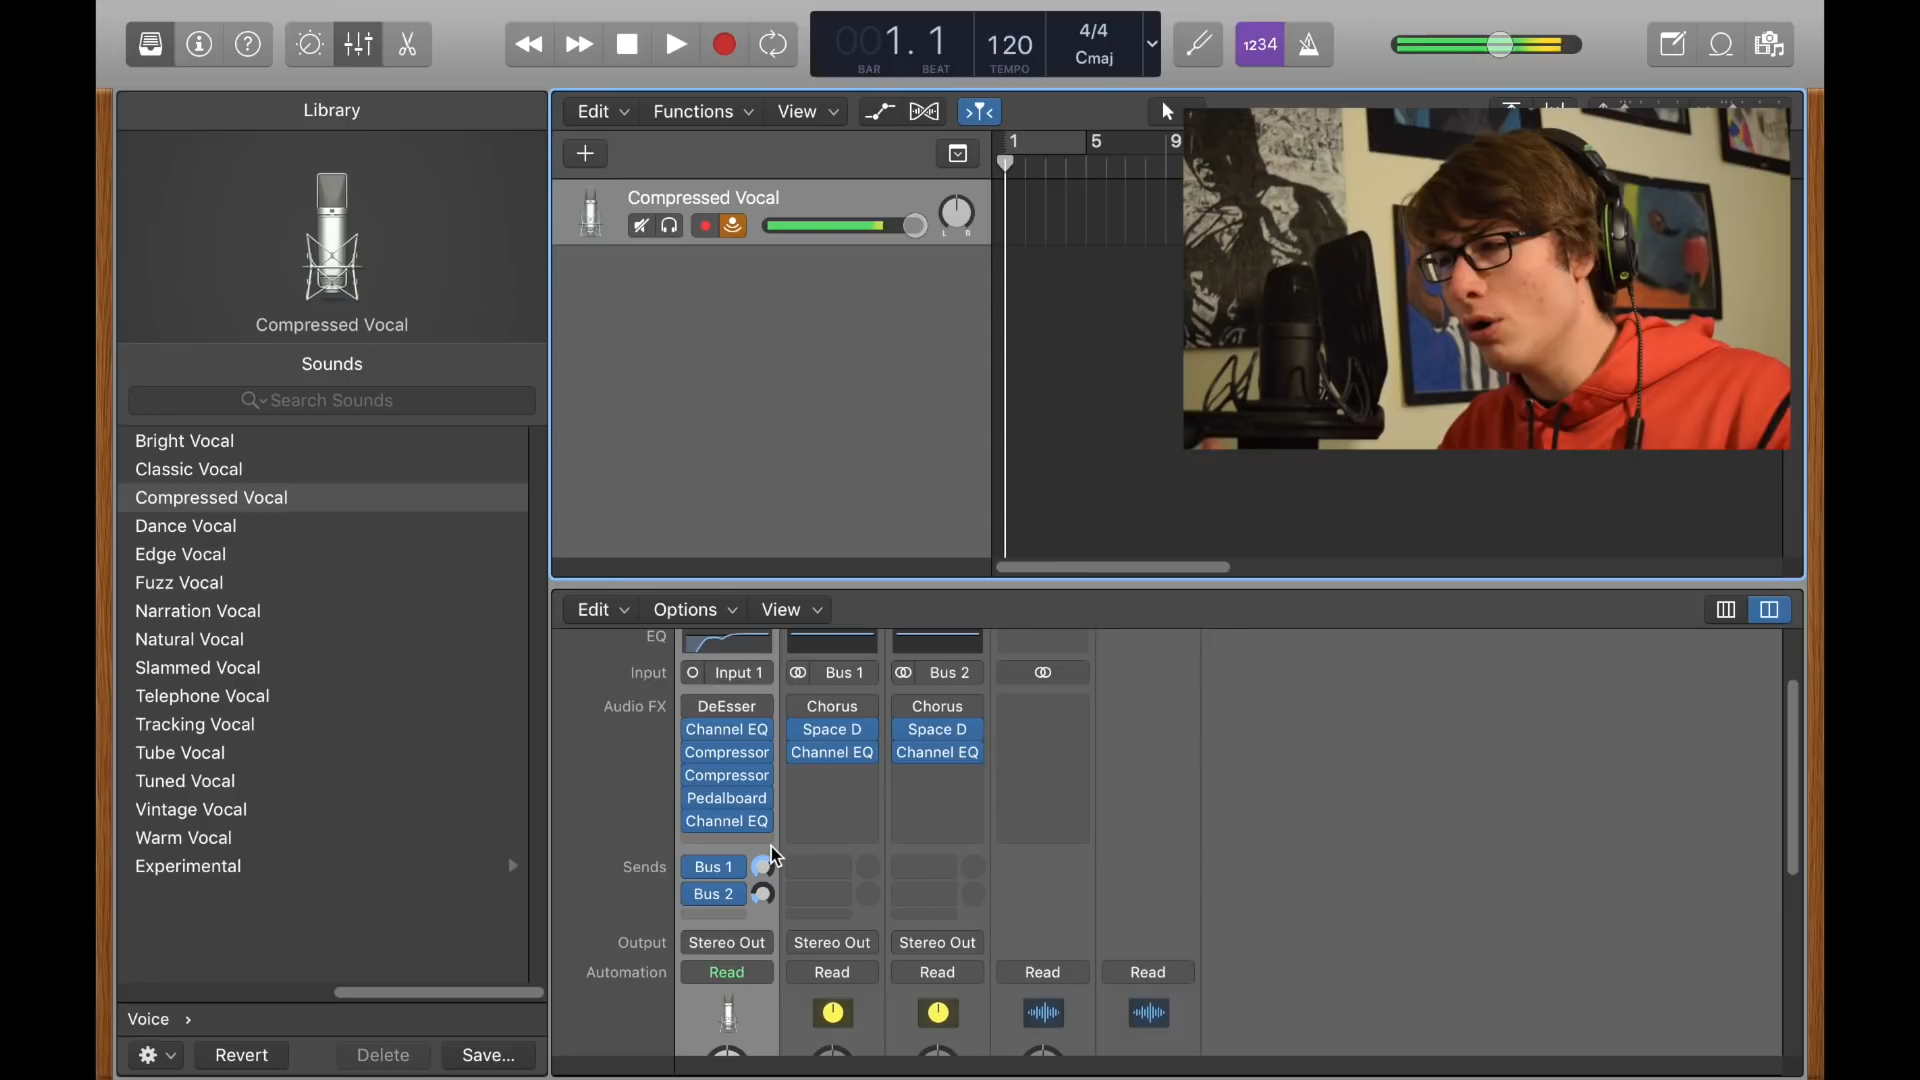 001. 1
BAR BEAT
120
TEMPO
4/4
Cmaj
1234
Library
Compressed Vocal
Sounds
Search Sounds
Bright Vocal
Classic Vocal
Compressed Vocal
Dance Vocal
Edge Vocal
Fuzz Vocal
Narration Vocal
Natural Vocal
Slammed Vocal
Telephone Vocal
Tracking Vocal
Tube Vocal
Tuned Vocal
Vintage Vocal
Warm Vocal
Experimental
Voice
Revert Delete Save...
Edit Functions View
1 5 9
Compressed Vocal
L R
Edit Options View
EQ
Input Input 1 Bus 1 Bus 2
Audio FX DeEsser Chorus Chorus
Channel EQ Space D Space D
Compressor Channel EQ Channel EQ
Compressor
Pedalboard
Channel EQ
Sends Bus 1
Bus 2
Output Stereo Out Stereo Out Stereo Out
Automation Read Read Read Read Read